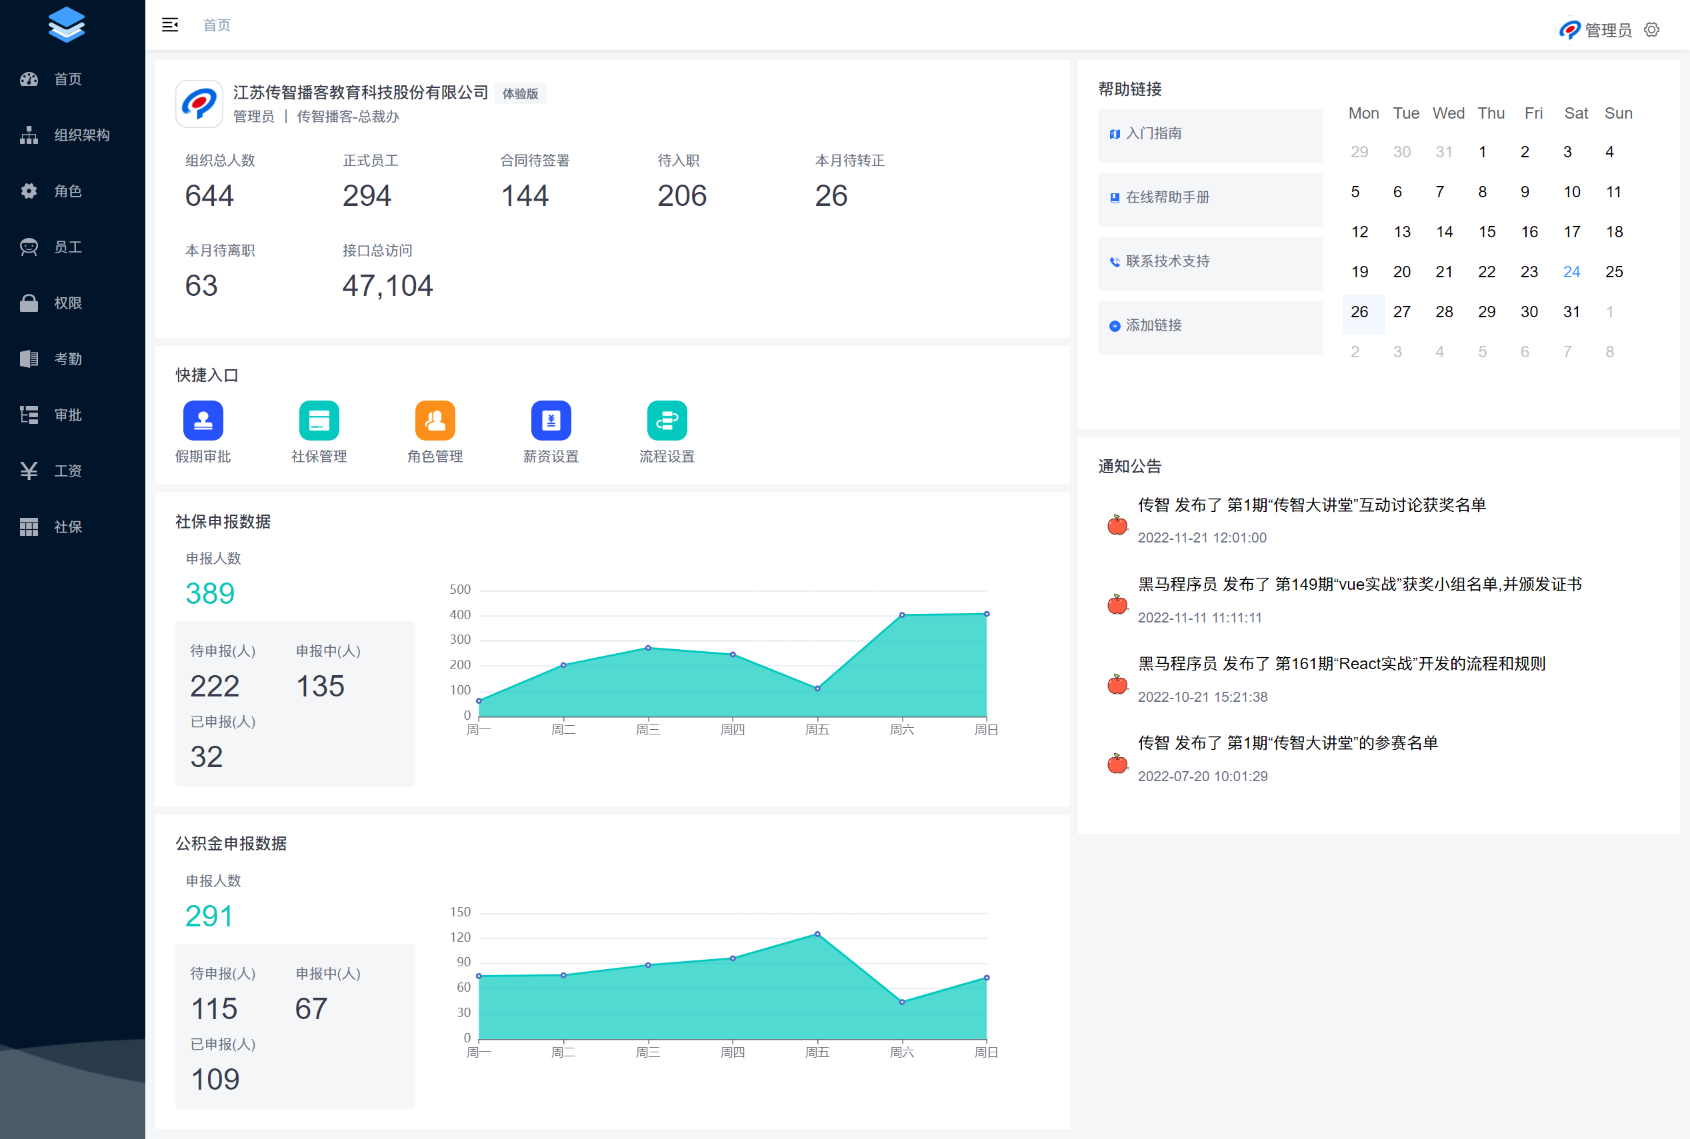 首页
管理员
首页
组织架构
角色
员工
权限
考勤
审批
工资
社保
江苏传智播客教育科技股份有限公司 体验版
管理员 | 传智播客-总裁办
组织总人数 正式员工 合同待签署 待入职 本月待转正
644 294 144 206 26
本月待离职 接口总访问
63 47,104
快捷入口
假期审批 社保管理 角色管理 薪资设置 流程设置
社保申报数据
申报人数
389
待申报(人) 申报中(人)
222 135
已申报(人)
32
500
400
300
200
100
0
周一 周二 周三 周四 周五 周六 周日
公积金申报数据
申报人数
291
待申报(人) 申报中(人)
115 67
已申报(人)
109
150
120
90
60
30
0
周一 周二 周三 周四 周五 周六 周日
帮助链接
入门指南
在线帮助手册
联系技术支持
添加链接
Mon Tue Wed Thu Fri Sat Sun
29 30 31 1 2 3 4
5 6 7 8 9 10 11
12 13 14 15 16 17 18
19 20 21 22 23 24 25
26 27 28 29 30 31 1
2 3 4 5 6 7 8
通知公告
传智 发布了 第1期“传智大讲堂”互动讨论获奖名单
2022-11-21 12:01:00
黑马程序员 发布了 第149期“vue实战”获奖小组名单,并颁发证书
2022-11-11 11:11:11
黑马程序员 发布了 第161期“React实战”开发的流程和规则
2022-10-21 15:21:38
传智 发布了 第1期“传智大讲堂”的参赛名单
2022-07-20 10:01:29